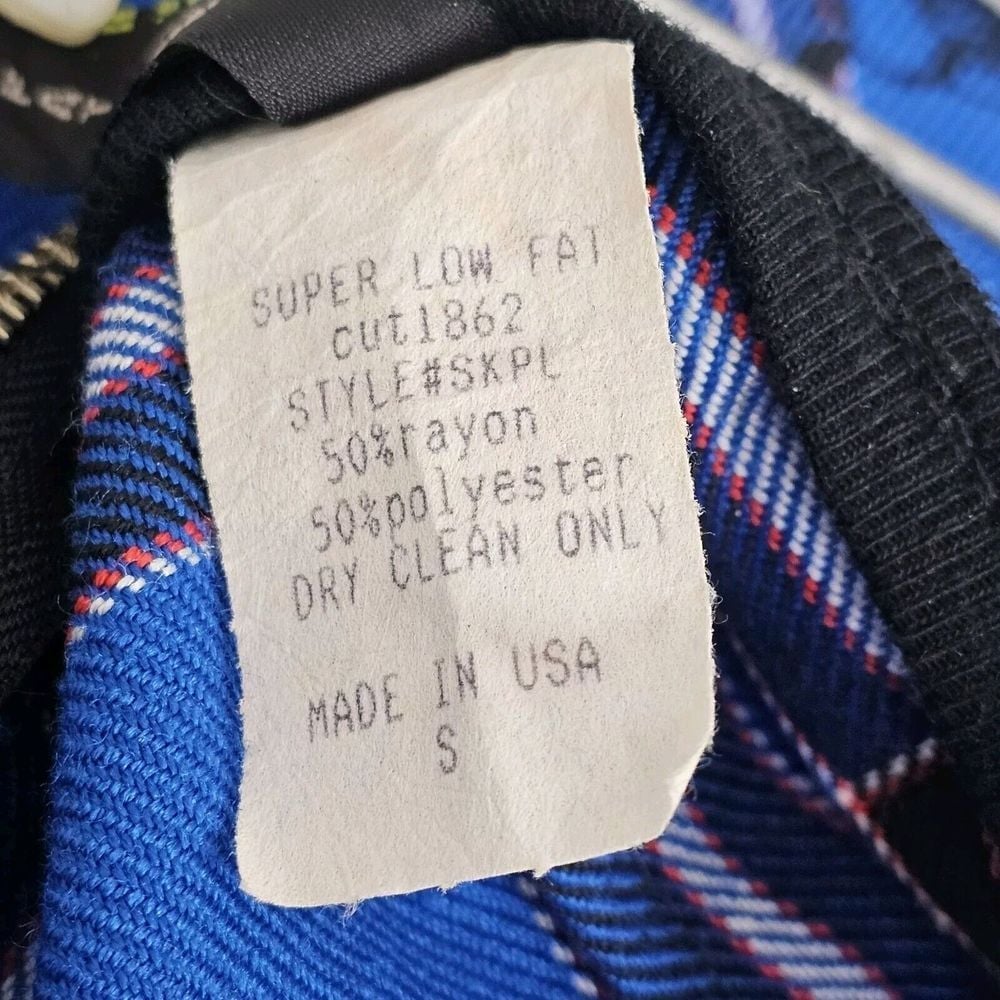 SUPER LOW FAT
cut1862
STYLE#SKPL
50%rayon
50%polyester
DRY CLEAN ONLY
MADE IN USA
S